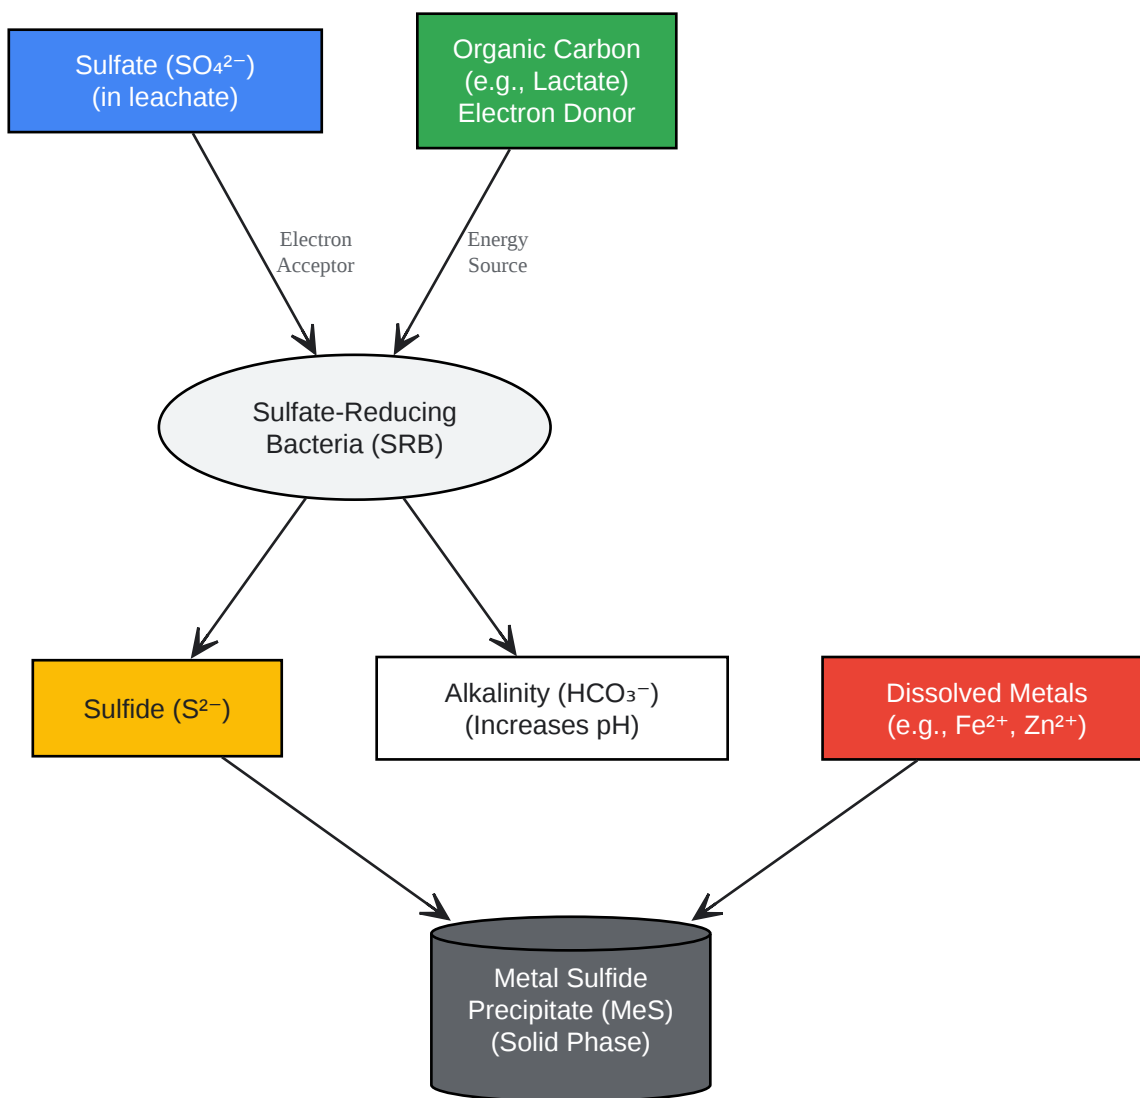 Sulfate (SO₄²⁻)
(in leachate)
Organic Carbon
(e.g., Lactate)
Electron Donor
Electron
Acceptor
Energy
Source
Sulfate-Reducing
Bacteria (SRB)
Sulfide (S²⁻)
Alkalinity (HCO₃⁻)
(Increases pH)
Dissolved Metals
(e.g., Fe²⁺, Zn²⁺)
Metal Sulfide
Precipitate (MeS)
(Solid Phase)